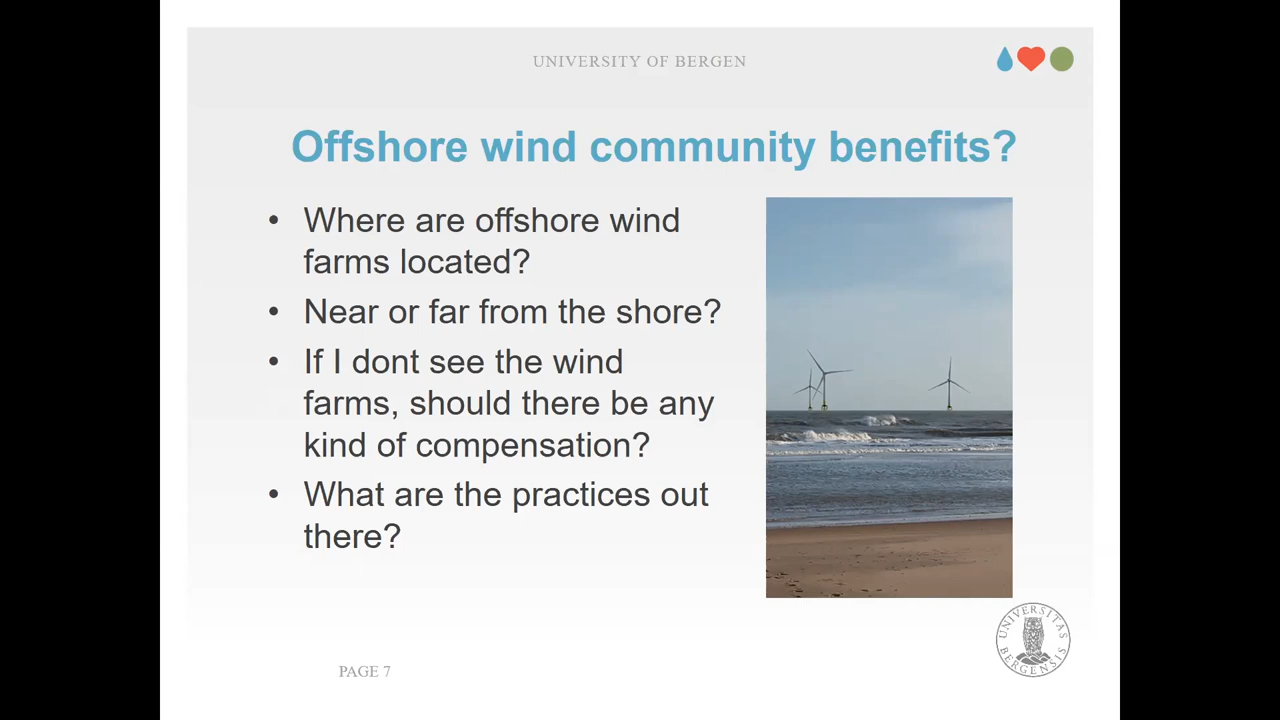 UNIVERSITY OF BERGEN
Offshore wind community benefits?
• Where are offshore wind
farms located?
• Near or far from the shore?
• If I dont see the wind
farms, should there be any
kind of compensation?
• What are the practices out
there?
UNIVERSITAS
BERGENSIS
PAGE 7